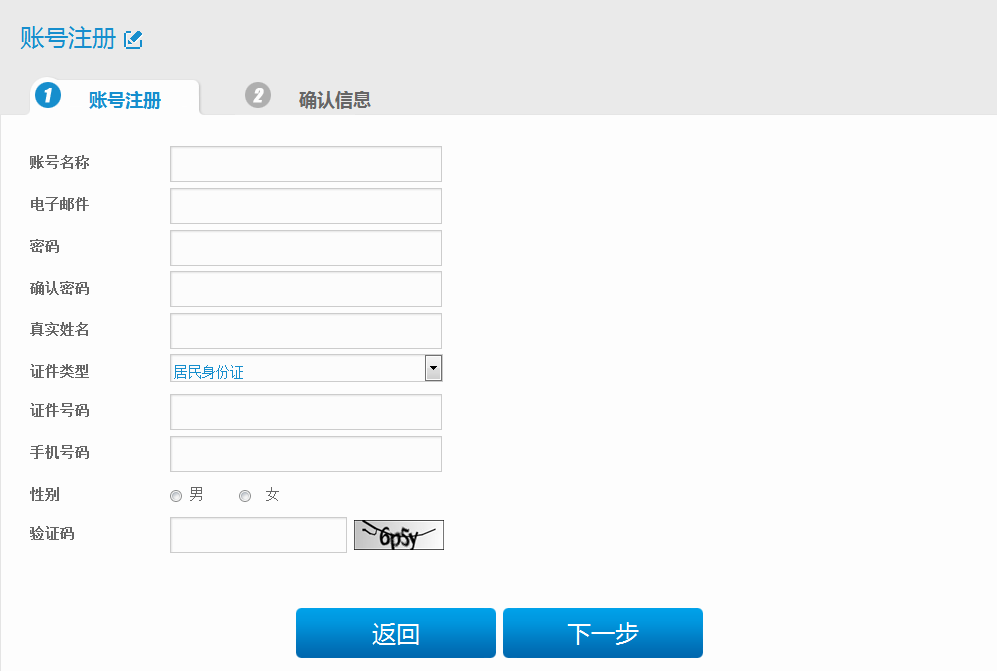 账号注册
1 账号注册 2 确认信息
账号名称
电子邮件
密码
确认密码
真实姓名
证件类型 居民身份证
证件号码
手机号码
性别 男 女
验证码 6p5y
返回 下一步